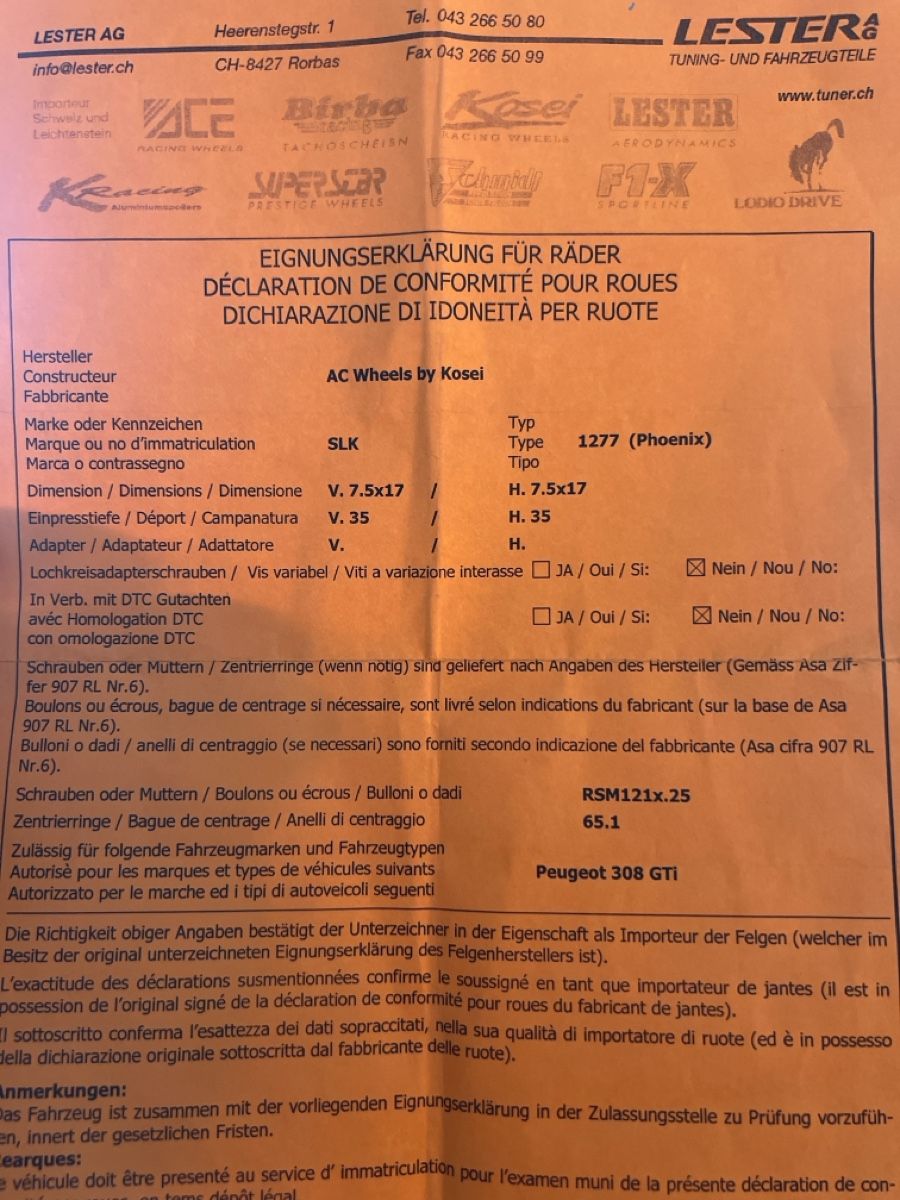 LESTER AG
Heerenstegstr. 1
Tel. 043 266 50 80
LESTER AG
info@lester.ch
CH-8427 Rorbas
Fax 043 266 50 99
TUNING- UND FAHRZEUGTEILE
www.tuner.ch
Importeur
Schweiz und
Leichtenstein
ACE
RACING WHEELS
Birba
racing
TACHOSCHEIBN
Kosei
RACING WHEELS
LESTER
AERODYNAMICS
K Racing
Aluminiumspoilers
SUPERSTAR
PRESTIGE WHEELS
Schmidt
F1-X
SPORTLINE
LODIO DRIVE
EIGNUNGSERKLÄRUNG FÜR RÄDER
DÉCLARATION DE CONFORMITÉ POUR ROUES
DICHIARAZIONE DI IDONEITÀ PER RUOTE
Hersteller
Constructeur
Fabbricante
AC Wheels by Kosei
Marke oder Kennzeichen
Marque ou no d'immatriculation
Marca o contrassegno
SLK
Typ
Type
Tipo
1277 (Phoenix)
Dimension / Dimensions / Dimensione V. 7.5x17 / H. 7.5x17
Einpresstiefe / Déport / Campanatura V. 35 / H. 35
Adapter / Adaptateur / Adattatore V. / H.
Lochkreisadapterschrauben / Vis variabel / Viti a variazione interasse ☐ JA / Oui / Si: ☒ Nein / Nou / No:
In Verb. mit DTC Gutachten
avéc Homologation DTC
con omologazione DTC
☐ JA / Oui / Si: ☒ Nein / Nou / No:
Schrauben oder Muttern / Zentrierringe (wenn nötig) sind geliefert nach Angaben des Hersteller (Gemäss Asa Zif-
fer 907 RL Nr.6).
Boulons ou écrous, bague de centrage si nécessaire, sont livré selon indications du fabricant (sur la base de Asa
907 RL Nr.6).
Bulloni o dadi / anelli di centraggio (se necessari) sono forniti secondo indicazione del fabbricante (Asa cifra 907 RL
Nr.6).
Schrauben oder Muttern / Boulons ou écrous / Bulloni o dadi RSM121x.25
Zentrierringe / Bague de centrage / Anelli di centraggio 65.1
Zulässig für folgende Fahrzeugmarken und Fahrzeugtypen
Autorisè pour les marques et types de véhicules suivants
Autorizzato per le marche ed i tipi di autoveicoli seguenti
Peugeot 308 GTi
Die Richtigkeit obiger Angaben bestätigt der Unterzeichner in der Eigenschaft als Importeur der Felgen (welcher im
Besitz der original unterzeichneten Eignungserklärung des Felgenherstellers ist).
L'exactitude des déclarations susmentionnées confirme le soussigné en tant que importateur de jantes (il est in
possession de l'original signé de la déclaration de conformité pour roues du fabricant de jantes).
Il sottoscritto conferma l'esattezza dei dati sopraccitati, nella sua qualità di importatore di ruote (ed è in possesso
della dichiarazione originale sottoscritta dal fabbricante delle ruote).
Anmerkungen:
Das Fahrzeug ist zusammen mit der vorliegenden Eignungserklärung in der Zulassungsstelle zu Prüfung vorzufüh-
en, innert der gesetzlichen Fristen.
earques:
e véhicule doit être presenté au service d' immatriculation pour l'examen muni de la présente déclaration de con-
dépôt légal